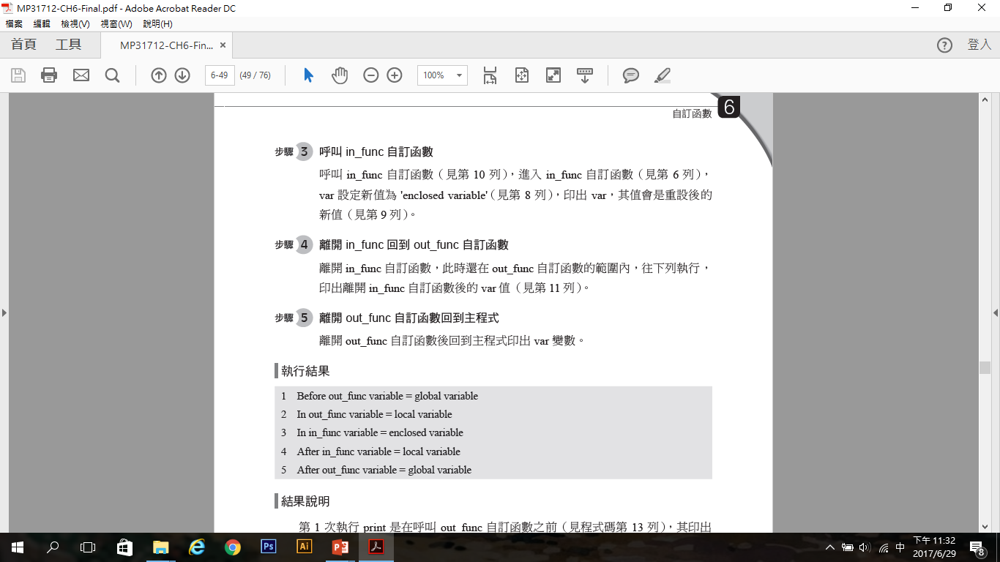 MP31712-CH6-Final.pdf - Adobe Acrobat Reader DC
檔案 編輯 檢視(V) 視窗(W) 說明(H)
首頁 工具 MP31712-CH6-Fin... × 登入
6-49 (49 / 76) 100%
自訂函數 6
步驟 3 呼叫 in_func 自訂函數
呼叫 in_func 自訂函數（見第 10 列），進入 in_func 自訂函數（見第 6 列），
var 設定新值為 'enclosed variable'（見第 8 列），印出 var，其值會是重設後的
新值（見第 9 列）。
步驟 4 離開 in_func 回到 out_func 自訂函數
離開 in_func 自訂函數，此時還在 out_func 自訂函數的範圍內，往下列執行，
印出離開 in_func 自訂函數後的 var 值（見第 11 列）。
步驟 5 離開 out_func 自訂函數回到主程式
離開 out_func 自訂函數後回到主程式印出 var 變數。
執行結果
1 Before out_func variable = global variable
2 In out_func variable = local variable
3 In in_func variable = enclosed variable
4 After in_func variable = local variable
5 After out_func variable = global variable
結果說明
第 1 次執行 print 是在呼叫 out_func 自訂函數之前（見程式碼第 13 列），其印出
Ps Ai 中 下午 11:32
2017/6/29 8